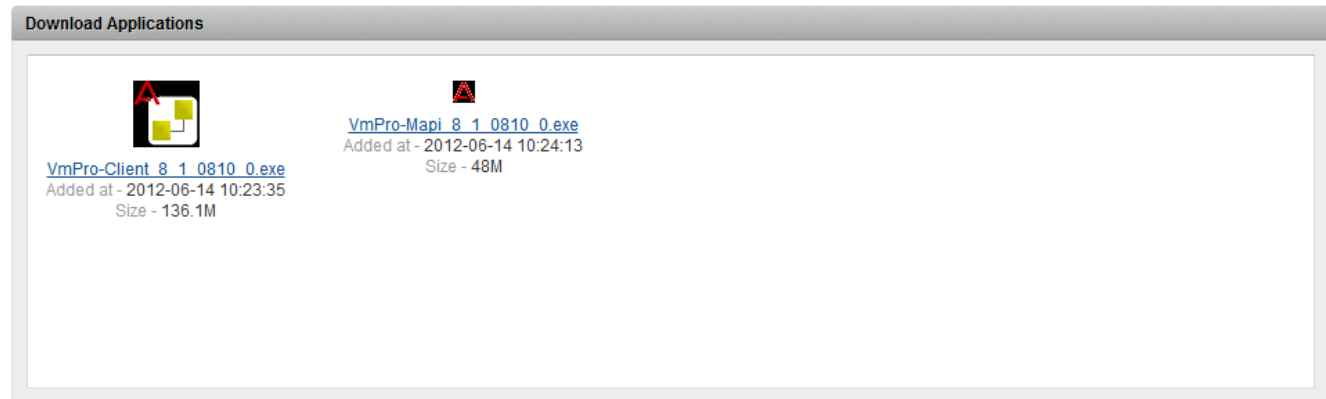 Download Applications
VmPro-Client_8_1_0810_0.exe
Added at - 2012-06-14 10:23:35
Size - 136.1M
VmPro-Mapi_8_1_0810_0.exe
Added at - 2012-06-14 10:24:13
Size - 48M